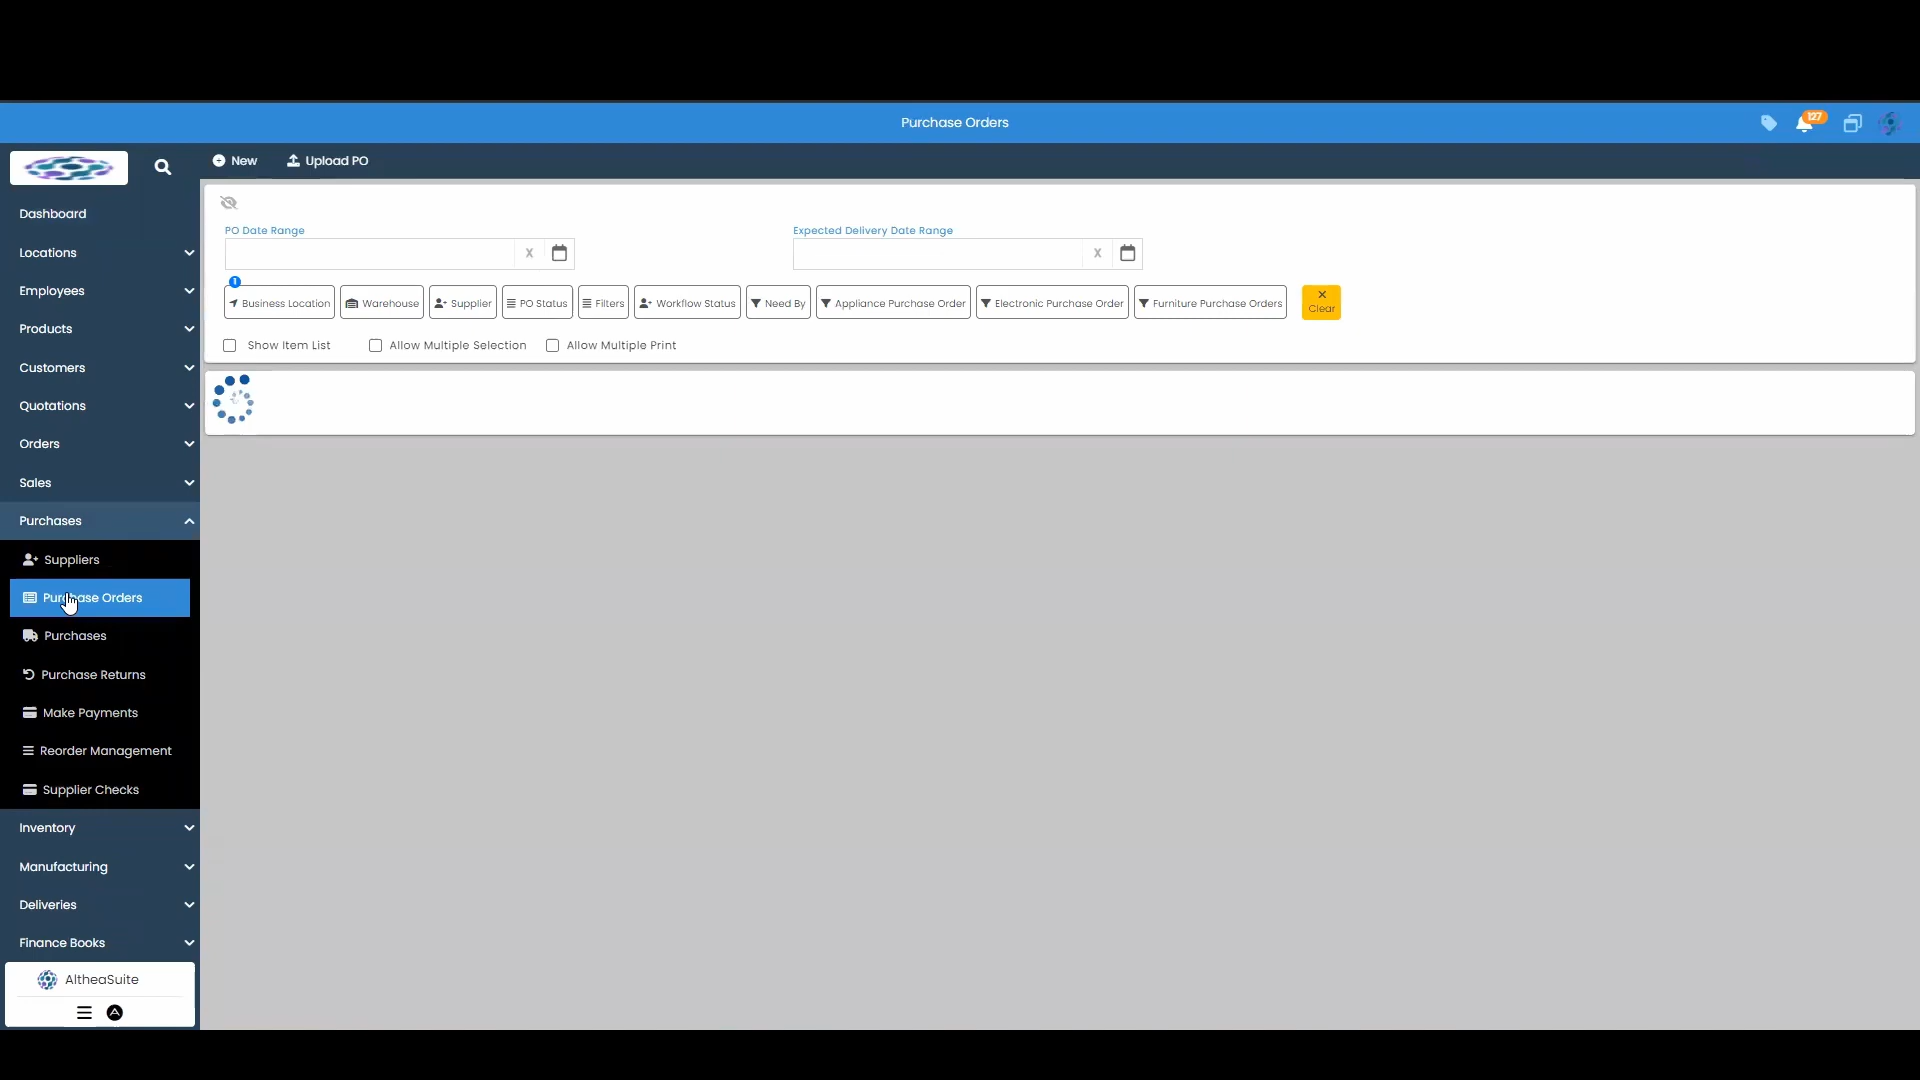 Purchase Orders
127
New
Upload PO
PO Date Range
Expected Delivery Date Range
X
X
1
Business Location
Warehouse
Supplier
PO Status
Filters
Workflow Status
Need By
Appliance Purchase Order
Electronic Purchase Order
Furniture Purchase Orders
Clear
Show Item List
Allow Multiple Selection
Allow Multiple Print
Dashboard
Locations
Employees
Products
Customers
Quotations
Orders
Sales
Purchases
Suppliers
Purchase Orders
Purchases
Purchase Returns
Make Payments
Reorder Management
Supplier Checks
Inventory
Manufacturing
Deliveries
Finance Books
AltheaSuite